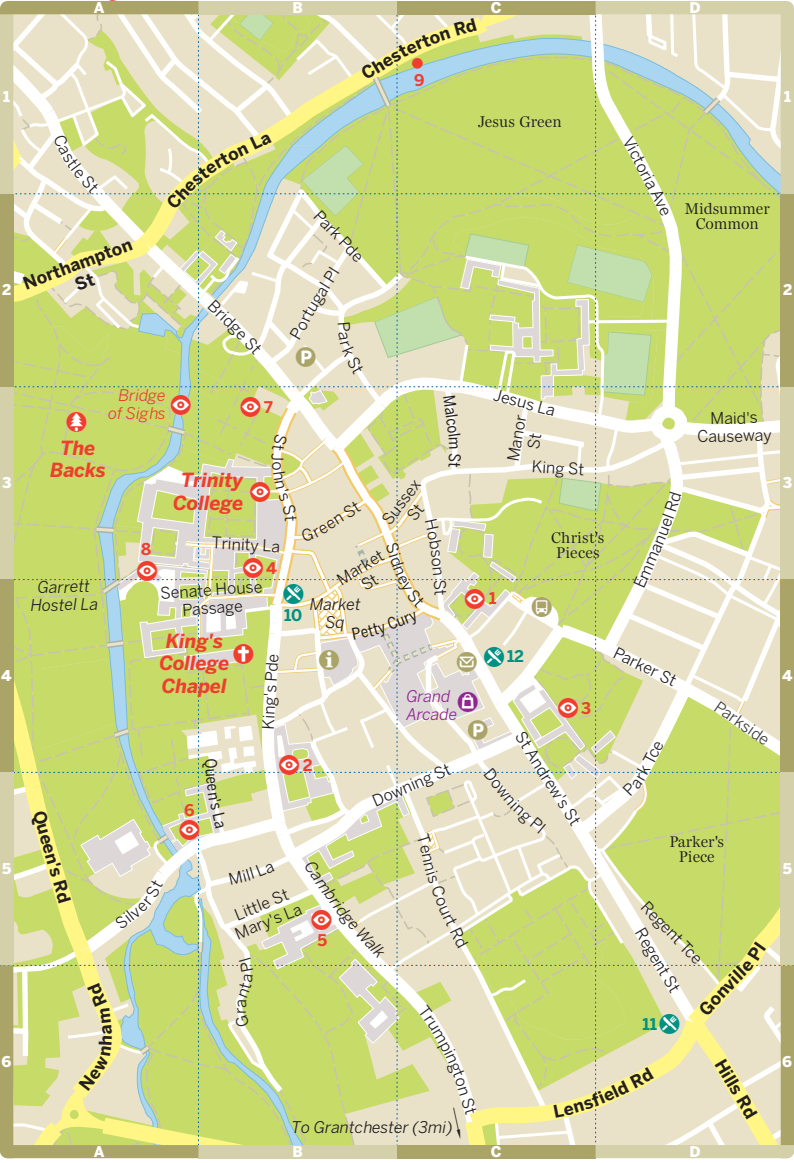 A
B
C
D
Chesterton Rd
9
1
1
Jesus Green
Castle St
Chesterton La
Victoria Ave
Midsummer
Common
Park Pde
Northampton
St
2
2
Portugal Pl
Bridge St
Park St
P
Bridge
of Sighs
7
Jesus La
Malcolm St
Manor
St
Maid's
Causeway
The
Backs
St John's St
King St
Trinity
College
3
3
Sussex
St
Green St
Emmanuel Rd
Hobson St
Christ's
Pieces
8
Trinity La
4
Market
St
Sidney St
Garrett
Hostel La
Senate House
Passage
10
Market
Sq
1
Petty Cury
King's
College
Chapel
i
12
Parker St
4
4
King's Pde
Grand
Arcade
3
P
Parkside
2
St Andrew's St
Park Tce
Queen's La
Downing St
Downing Pl
6
Queen's Rd
Parker's
Piece
5
5
Mill La
Tennis Court Rd
Silver St
Little St
Mary's La
Cambridge Walk
5
Regent Tce
Regent St
Gonville Pl
Granta Pl
Newnham Rd
Trumpington St
11
6
6
Lensfield Rd
Hills Rd
To Grantchester (3mi)
A
B
C
D